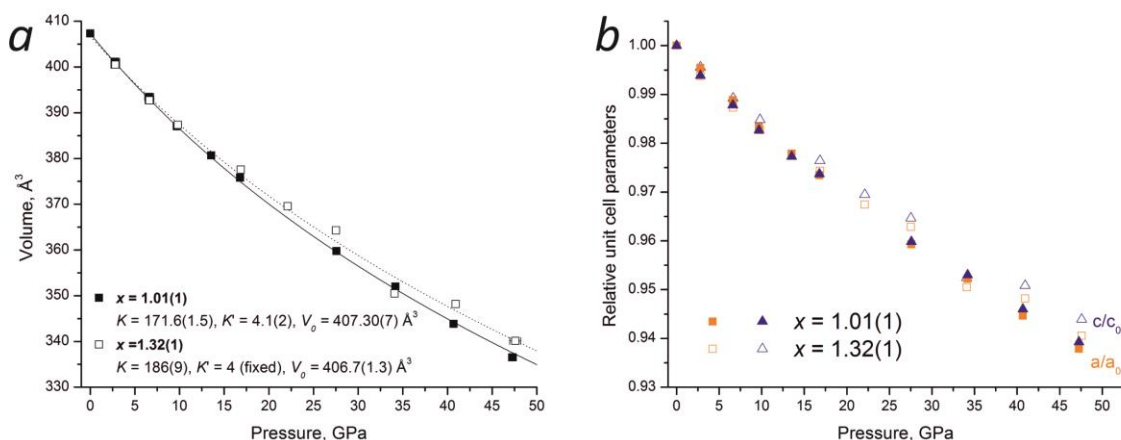 a
Volume, Å³
410
400
390
380
370
360
350
340
330
x = 1.01(1)
K = 171.6(1.5), K' = 4.1(2), V₀ = 407.30(7) Å³
x =1.32(1)
K = 186(9), K' = 4 (fixed), V₀ = 406.7(1.3) Å³
0 5 10 15 20 25 30 35 40 45 50
Pressure, GPa
b
Relative unit cell parameters
1.00
0.99
0.98
0.97
0.96
0.95
0.94
0.93
x = 1.01(1)
x = 1.32(1)
c/c₀
a/a₀
0 5 10 15 20 25 30 35 40 45 50
Pressure, GPa